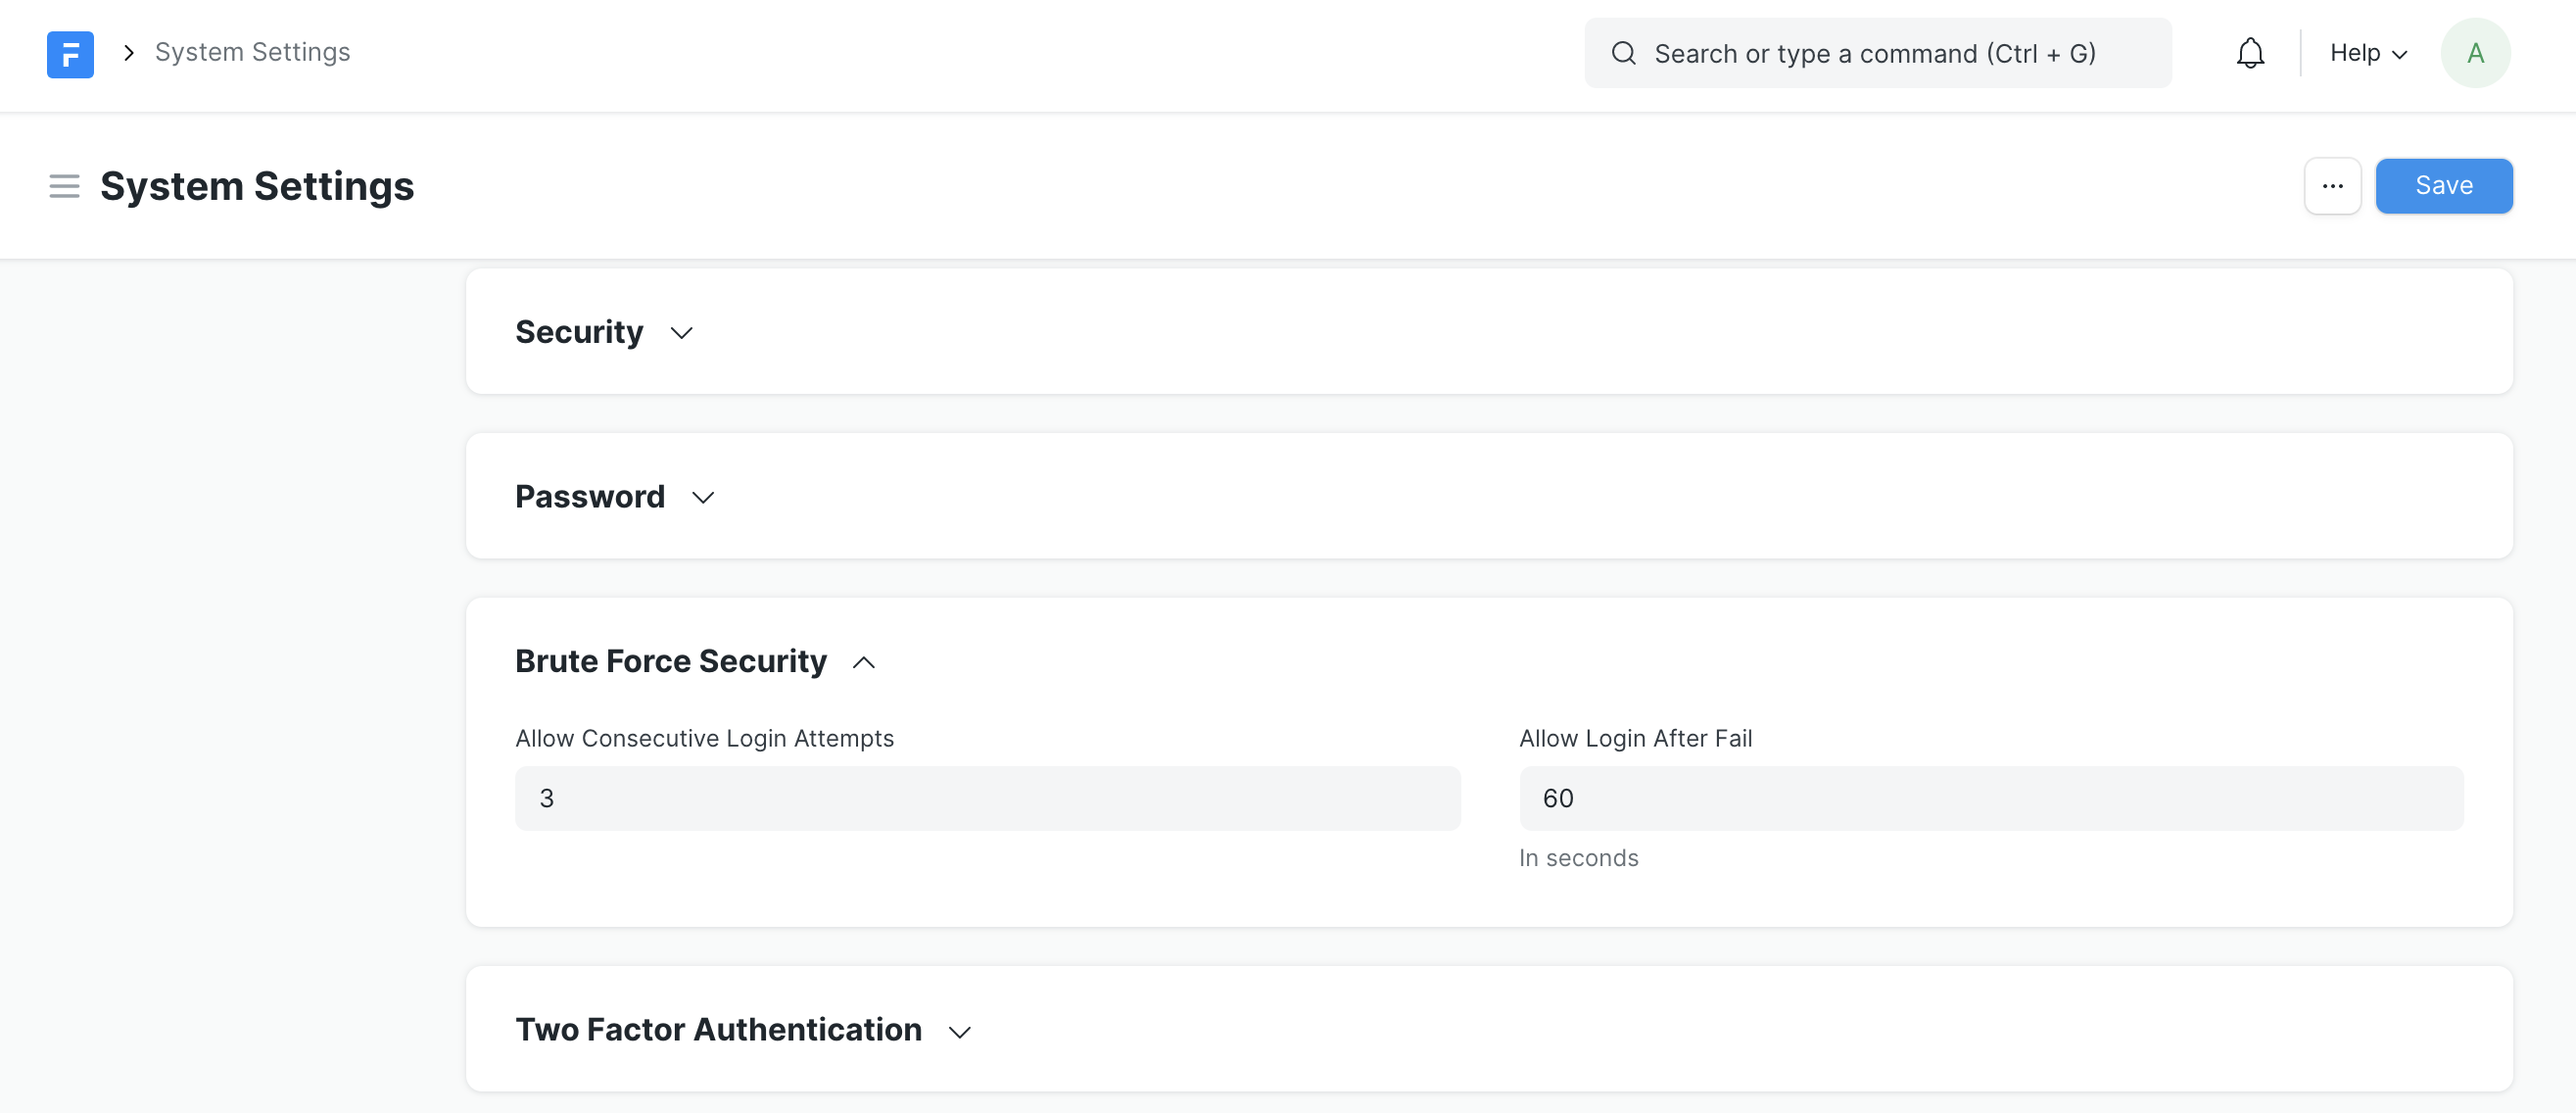 F
System Settings
Search or type a command (Ctrl + G)
Help
A
System Settings
...
Save
Security
Password
Brute Force Security
Allow Consecutive Login Attempts
Allow Login After Fail
3
60
In seconds
Two Factor Authentication